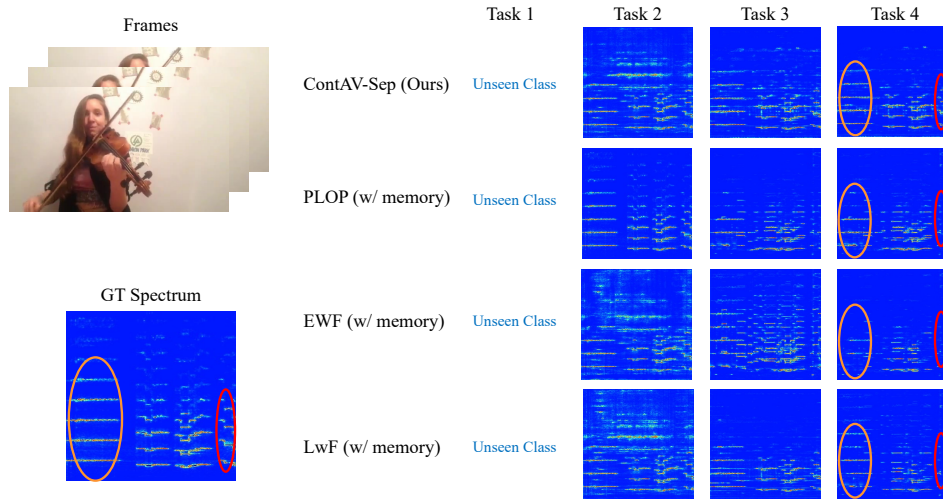 Frames
Task 1
Task 2
Task 3
Task 4
ContAV-Sep (Ours)
Unseen Class
PLOP (w/ memory)
Unseen Class
GT Spectrum
EWF (w/ memory)
Unseen Class
LwF (w/ memory)
Unseen Class